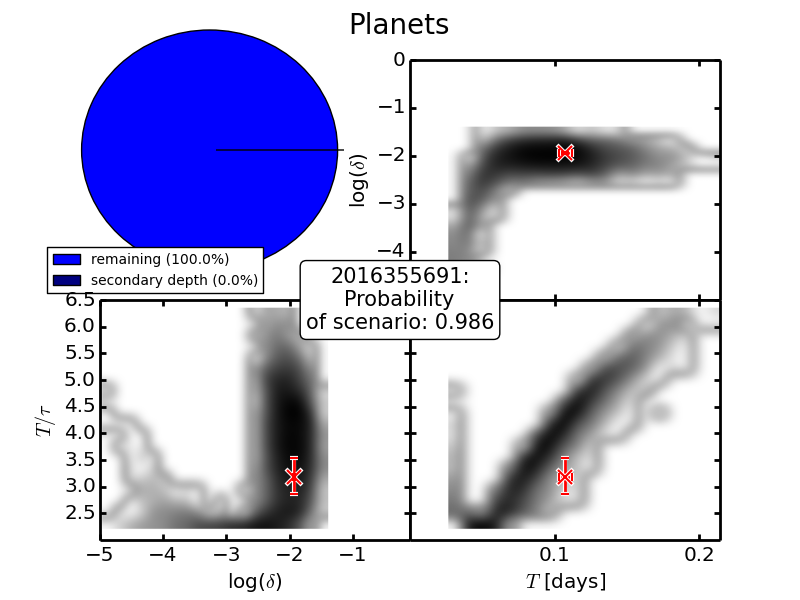 Planets
remaining (100.0%)
secondary depth (0.0%)
0
−1
−2
−3
−4
log(δ)
2016355691:
Probability
of scenario: 0.986
6.5
6.0
5.5
5.0
4.5
4.0
3.5
3.0
2.5
T/τ
−5 −4 −3 −2 −1
log(δ)
0.1 0.2
T [days]